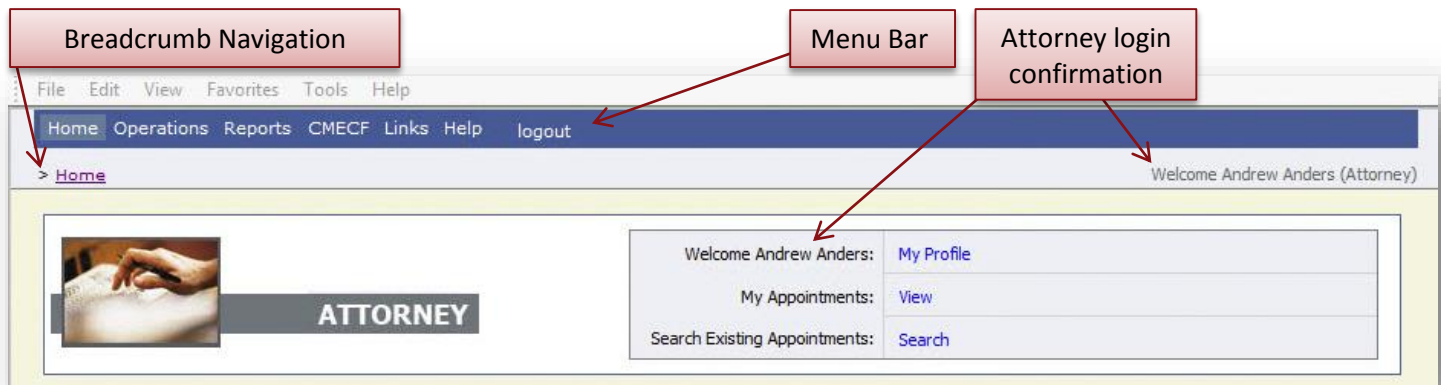 Breadcrumb Navigation
Menu Bar
Attorney login
confirmation
File Edit View Favorites Tools Help
Home Operations Reports CMECF Links Help logout
> Home
Welcome Andrew Anders (Attorney)
ATTORNEY
Welcome Andrew Anders: My Profile
My Appointments: View
Search Existing Appointments: Search